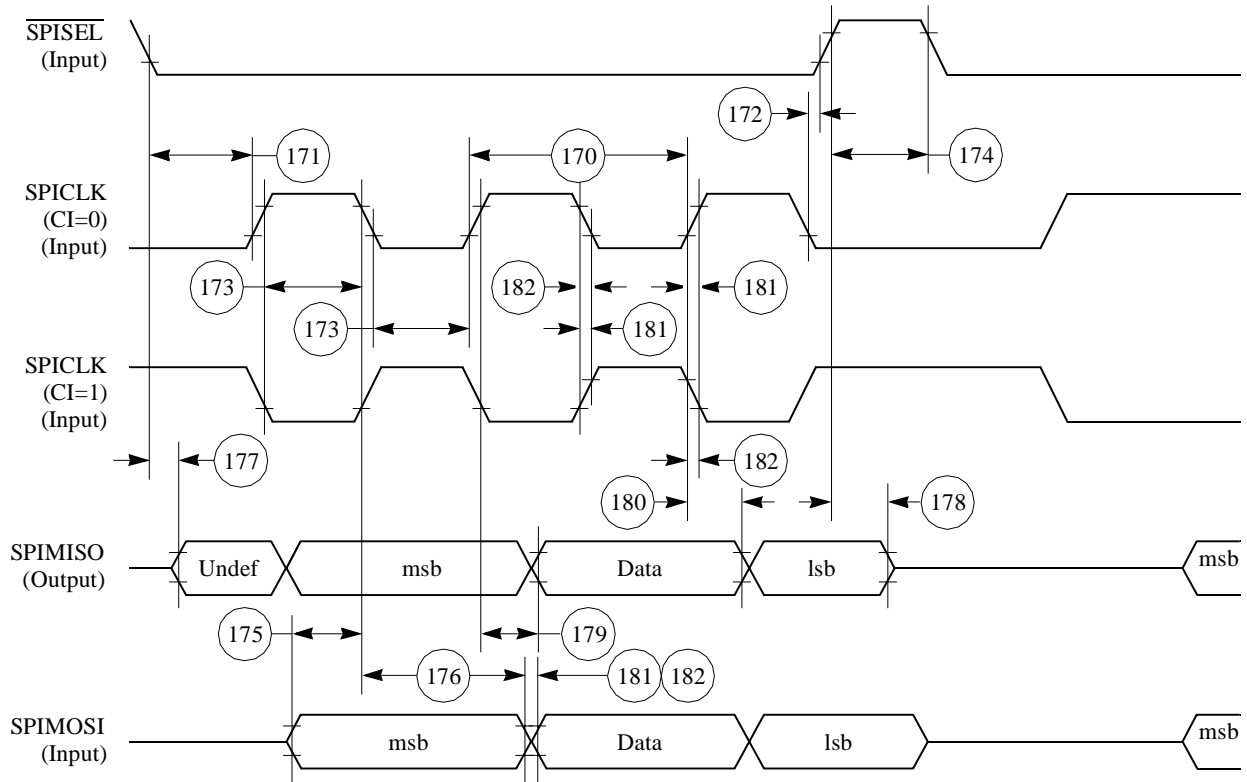 SPISEL
(Input)
172
171
170
174
SPICLK
(CI=0)
(Input)
173
182
181
173
181
SPICLK
(CI=1)
(Input)
177
182
180
178
SPIMISO
(Output)
Undef
msb
Data
lsb
msb
175
179
176
181
182
SPIMOSI
(Input)
msb
Data
lsb
msb